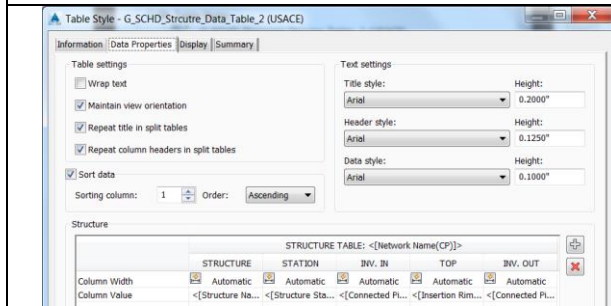 Table Style - G_SCHD_Strcutre_Data_Table_2 (USACE)
Information Data Properties Display Summary
Table settings
Wrap text
Maintain view orientation
Repeat title in split tables
Repeat column headers in split tables
Text settings
Title style: Height:
Arial 0.2000"
Header style: Height:
Arial 0.1250"
Data style: Height:
Arial 0.1000"
Sort data
Sorting column: 1 Order: Ascending
Structure
STRUCTURE TABLE: <[Network Name(CP)]>
STRUCTURE STATION INV. IN TOP INV. OUT
Column Width Automatic Automatic Automatic Automatic Automatic
Column Value <[Structure Na... <[Structure Sta... <[Connected Pi... <[Insertion Rim... <[Connected Pi...